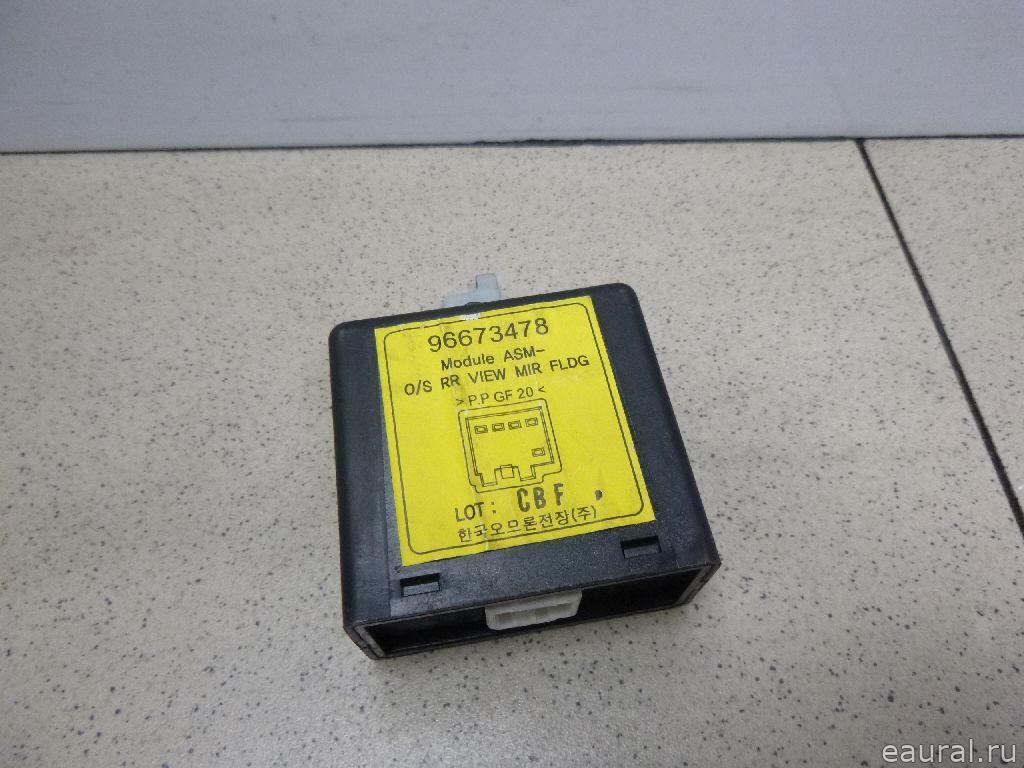 96673478
Module ASM-
O/S RR VIEW MIR FLDG
> P.P GF 20 <
LOT : CBF
한국오므론전장(주)
eaural.ru